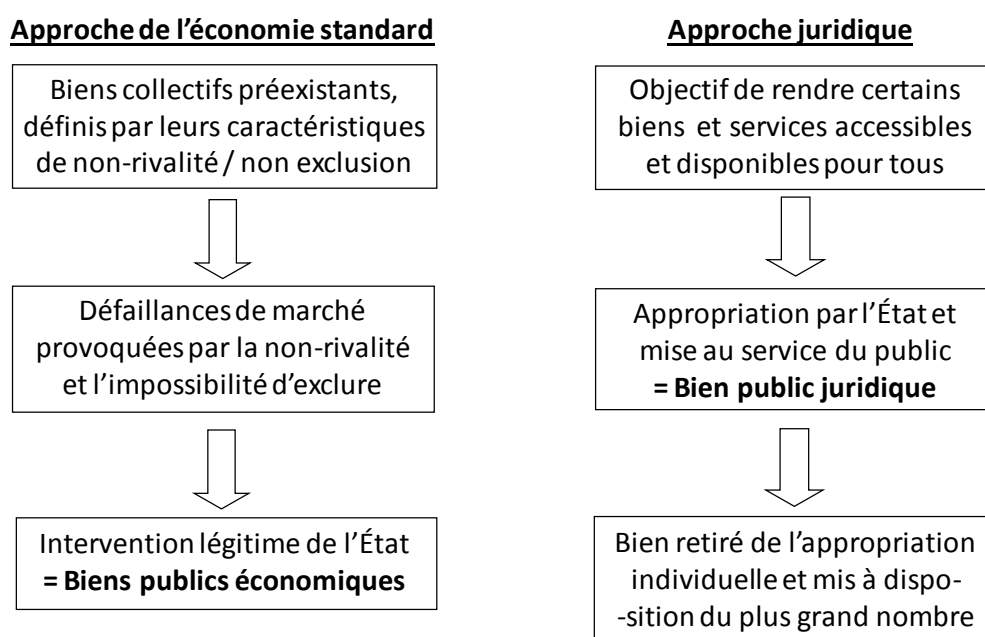 Approche de l'économie standard
Biens collectifs préexistants,
définis par leurs caractéristiques
de non-rivalité / non exclusion
Défaillances de marché
provoquées par la non-rivalité
et l'impossibilité d'exclure
Intervention légitime de l'État
= Biens publics économiques
Approche juridique
Objectif de rendre certains
biens et services accessibles
et disponibles pour tous
Appropriation par l'État et
mise au service du public
= Bien public juridique
Bien retiré de l'appropriation
individuelle et mis à dispo-
-sition du plus grand nombre